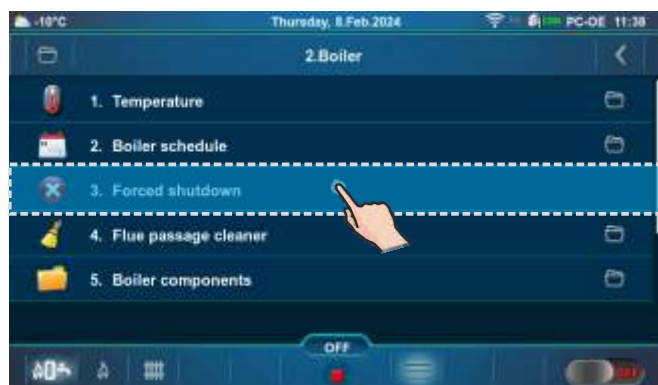 -10°C Thursday, 8.Feb.2024 PC-OE 11:38
2.Boiler
1. Temperature
2. Boiler schedule
3. Forced shutdown
4. Flue passage cleaner
5. Boiler components
OFF
OFF